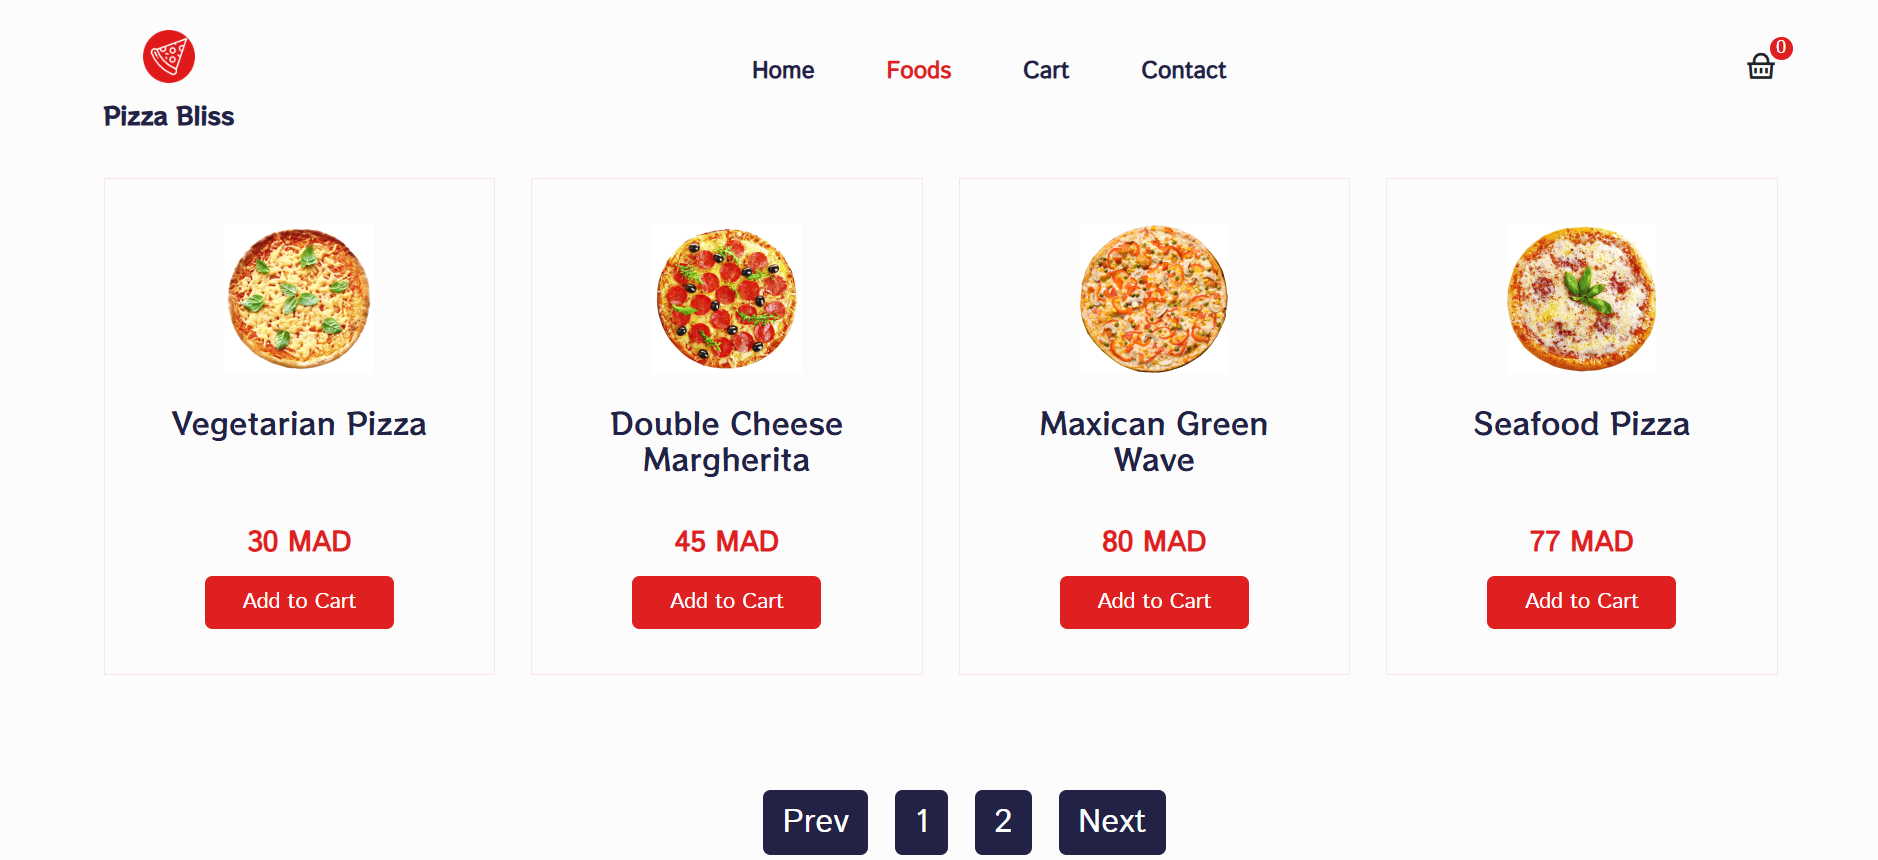 Pizza Bliss
Home Foods Cart Contact
0
Vegetarian Pizza
30 MAD
Add to Cart
Double Cheese
Margherita
45 MAD
Add to Cart
Maxican Green
Wave
80 MAD
Add to Cart
Seafood Pizza
77 MAD
Add to Cart
Prev 1 2 Next